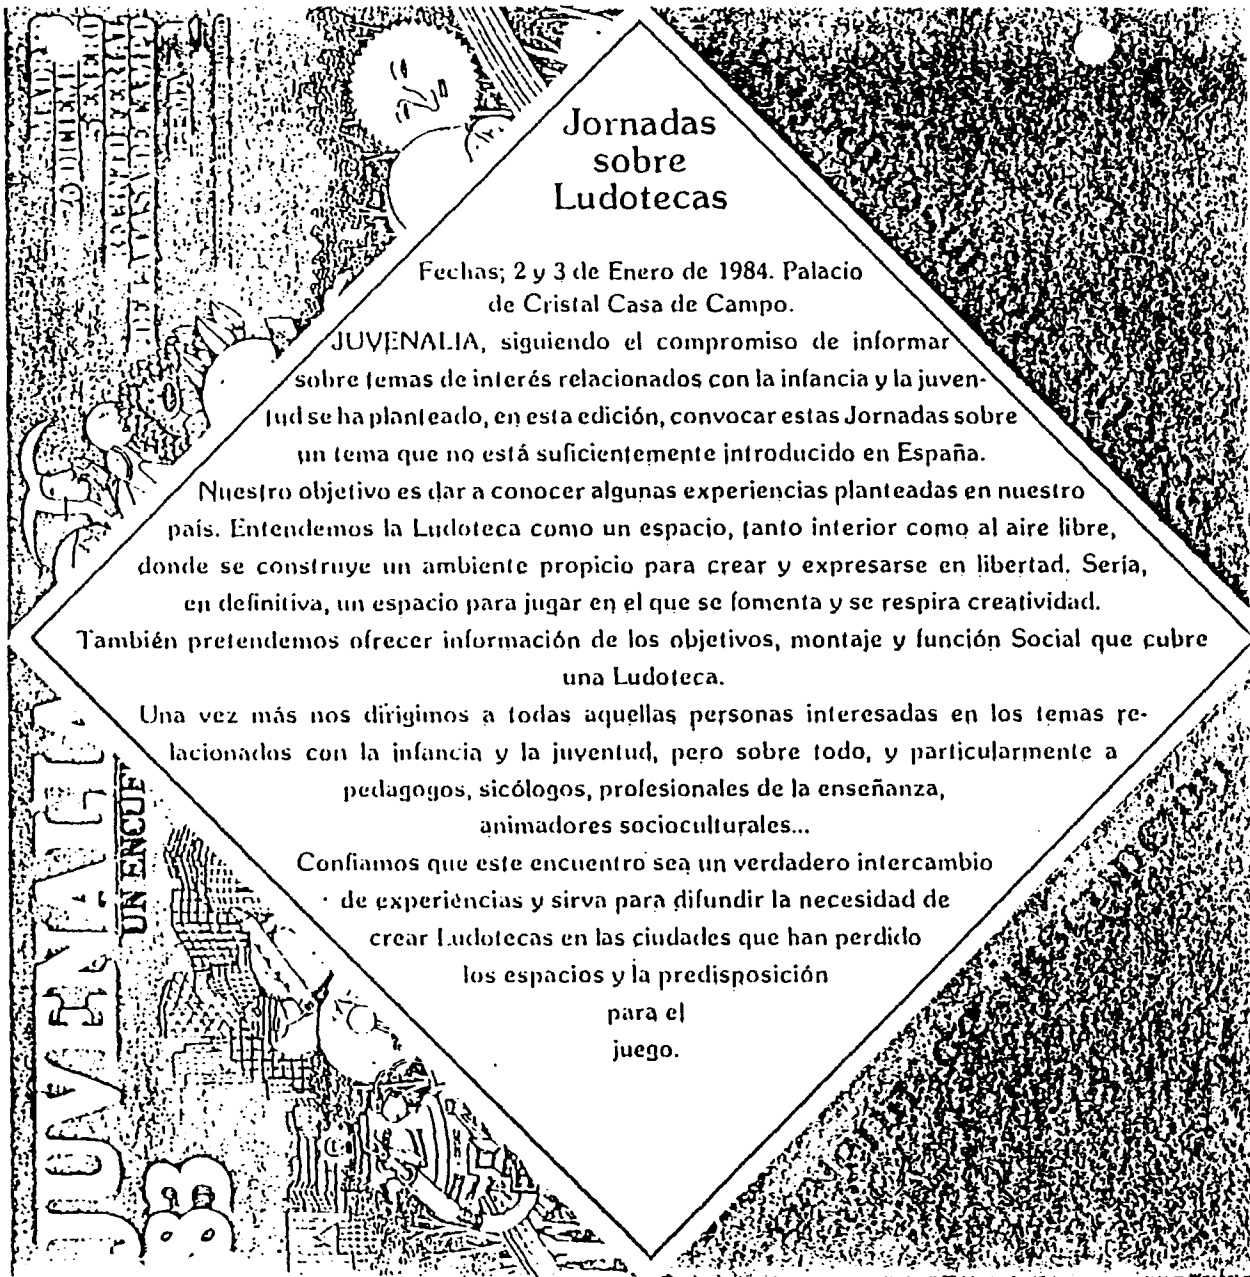 Jornadas
sobre
Ludotecas
Fechas; 2 y 3 de Enero de 1984. Palacio
de Cristal Casa de Campo.
JUVENALIA, siguiendo el compromiso de informar
sobre temas de interés relacionados con la infancia y la juven-
tud se ha planteado, en esta edición, convocar estas Jornadas sobre
un tema que no está suficientemente introducido en España.
Nuestro objetivo es dar a conocer algunas experiencias planteadas en nuestro
país. Entendemos la Ludoteca como un espacio, tanto interior como al aire libre,
donde se construye un ambiente propicio para crear y expresarse en libertad. Sería,
en definitiva, un espacio para jugar en el que se fomenta y se respira creatividad.
También pretendemos ofrecer información de los objetivos, montaje y función Social que cubre
una Ludoteca.
Una vez más nos dirigimos a todas aquellas personas interesadas en los temas re-
lacionados con la infancia y la juventud, pero sobre todo, y particularmente a
pedagogos, sicólogos, profesionales de la enseñanza,
animadores socioculturales...
Confiamos que este encuentro sea un verdadero intercambio
de experiencias y sirva para difundir la necesidad de
crear Ludotecas en las ciudades que han perdido
los espacios y la predisposición
para el
juego.
JUVENALIA 83
UN ENCUE